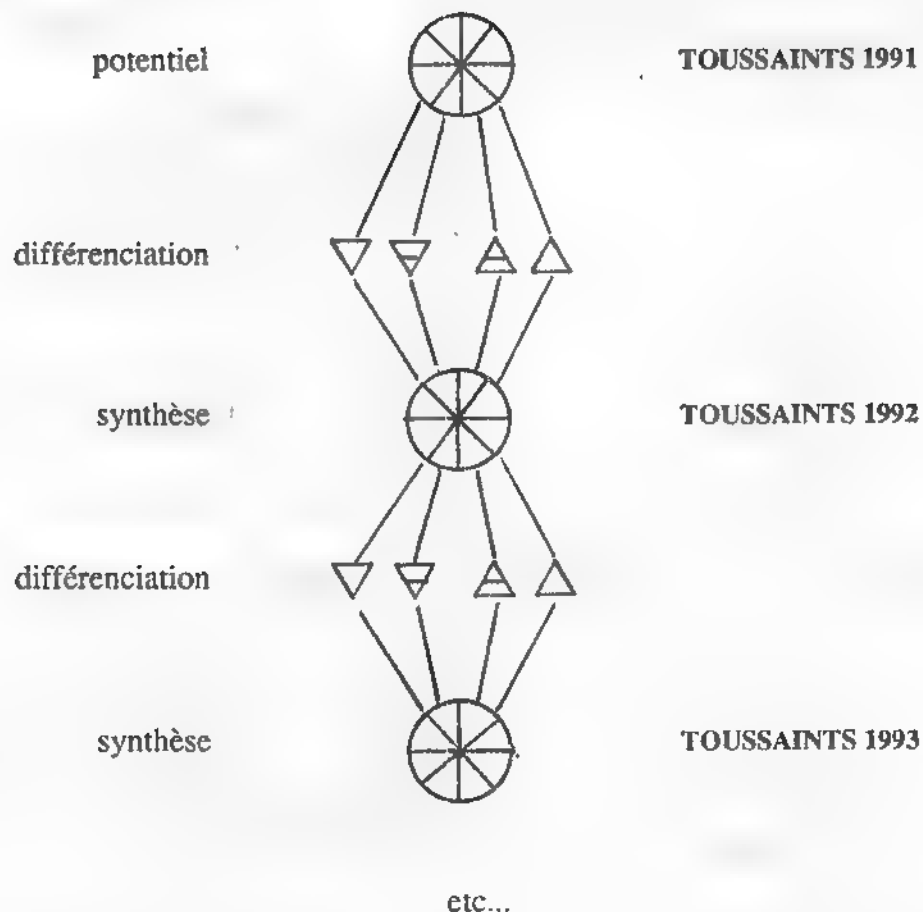 potentiel TOUSSAINTS 1991
différenciation
synthèse TOUSSAINTS 1992
différenciation
synthèse TOUSSAINTS 1993
etc...